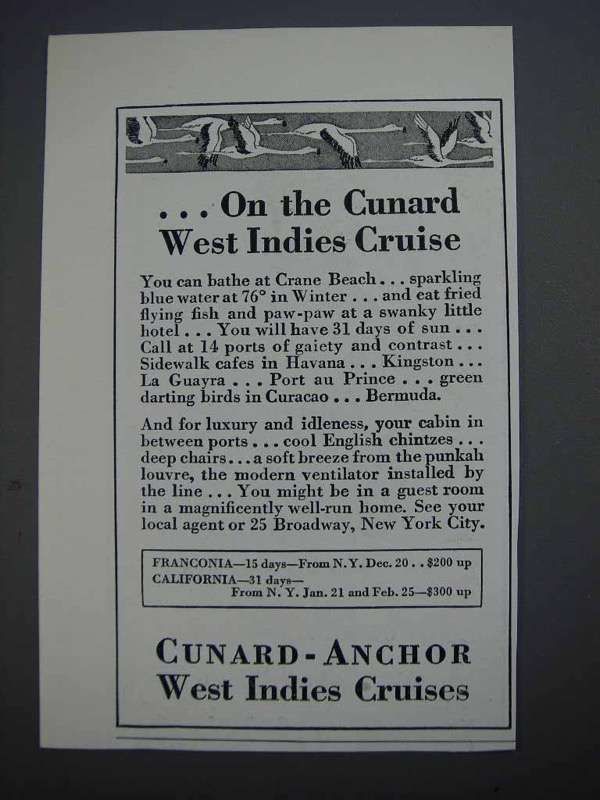 ... On the Cunard
West Indies Cruise
You can bathe at Crane Beach... sparkling
blue water at 76° in Winter ... and eat fried
flying fish and paw-paw at a swanky little
hotel ... You will have 31 days of sun ...
Call at 14 ports of gaiety and contrast ...
Sidewalk cafes in Havana ... Kingston ...
La Guayra ... Port au Prince ... green
darting birds in Curacao ... Bermuda.
And for luxury and idleness, your cabin in
between ports ... cool English chintzes ...
deep chairs...a soft breeze from the punkah
louvre, the modern ventilator installed by
the line ... You might be in a guest room
in a magnificently well-run home. See your
local agent or 25 Broadway, New York City.
FRANCONIA—15 days—From N.Y. Dec. 20 . . $200 up
CALIFORNIA—31 days—
From N. Y. Jan. 21 and Feb. 25—$300 up
CUNARD-ANCHOR
West Indies Cruises